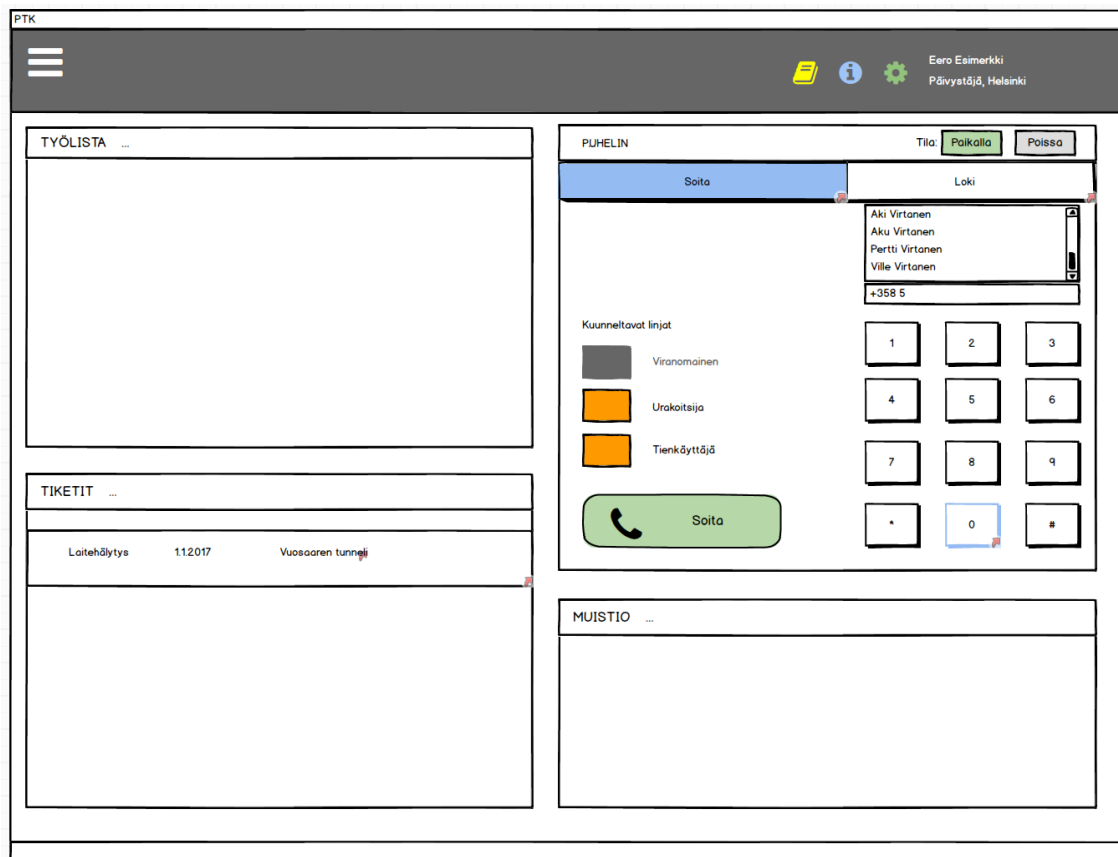 PTK
Eero Esimerkki
Päivystäjä, Helsinki
TYÖLISTA ...
PUHELIN
Tila: Paikalla Poissa
Soita Loki
Aki Virtanen
Aku Virtanen
Pertti Virtanen
Ville Virtanen
+358 5
Kuunneltavat linjat
Viranomainen
Urakoitsija
Tienkäyttäjä
Soita
1 2 3
4 5 6
7 8 9
* 0 #
TIKETIT ...
Laitehälytys 1.1.2017 Vuosaaren tunneli
MUISTIO ...